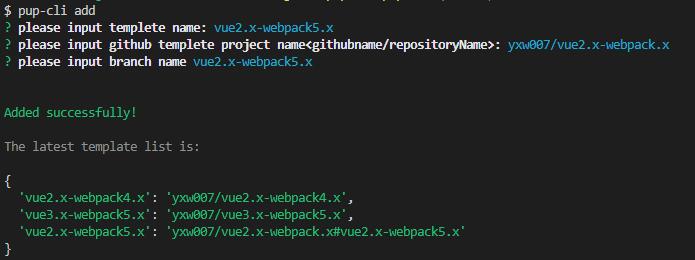 $ pup-cli add
? please input templete name: vue2.x-webpack5.x
? please input github templete project name<githubname/repositoryName>: yxw007/vue2.x-webpack.x
? please input branch name vue2.x-webpack5.x
Added successfully!
The latest template list is:
{
  'vue2.x-webpack4.x': 'yxw007/vue2.x-webpack4.x',
  'vue3.x-webpack5.x': 'yxw007/vue3.x-webpack5.x',
  'vue2.x-webpack5.x': 'yxw007/vue2.x-webpack.x#vue2.x-webpack5.x'
}